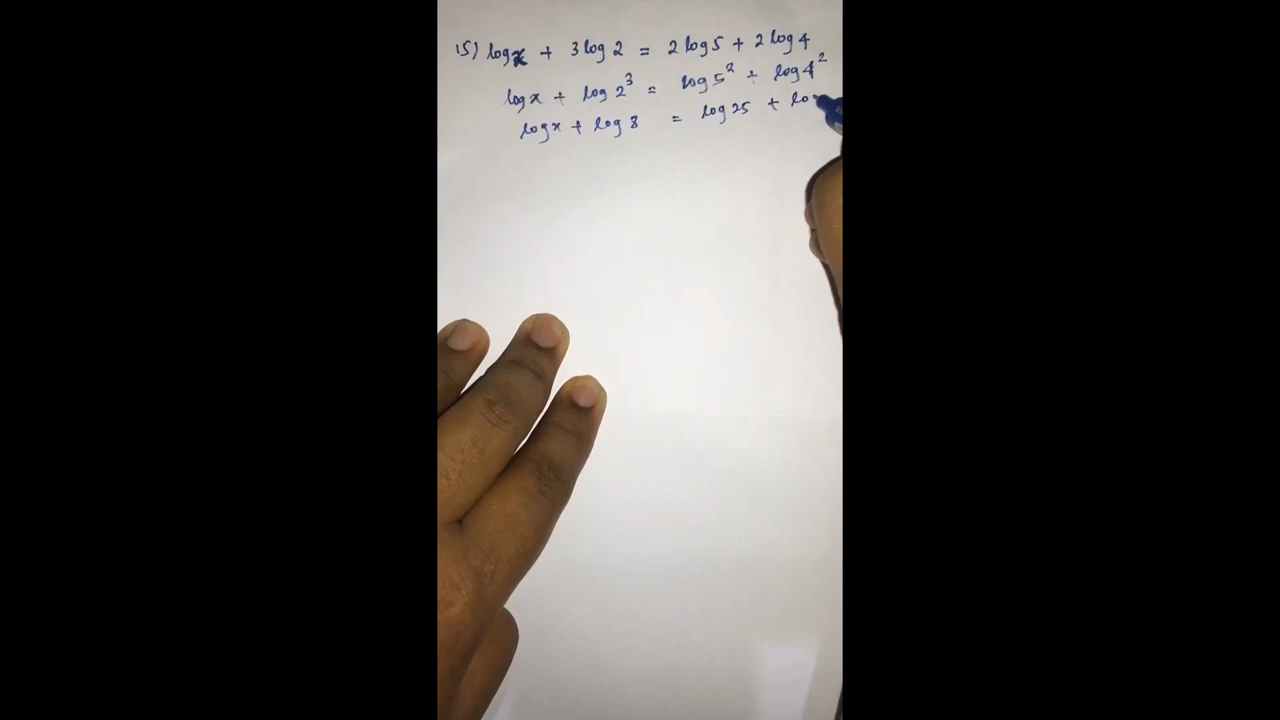 15) log x + 3 log 2 = 2 log 5 + 2 log 4
log x + log 2³ = log 5² + log 4²
log x + log 8 = log 25 + lo